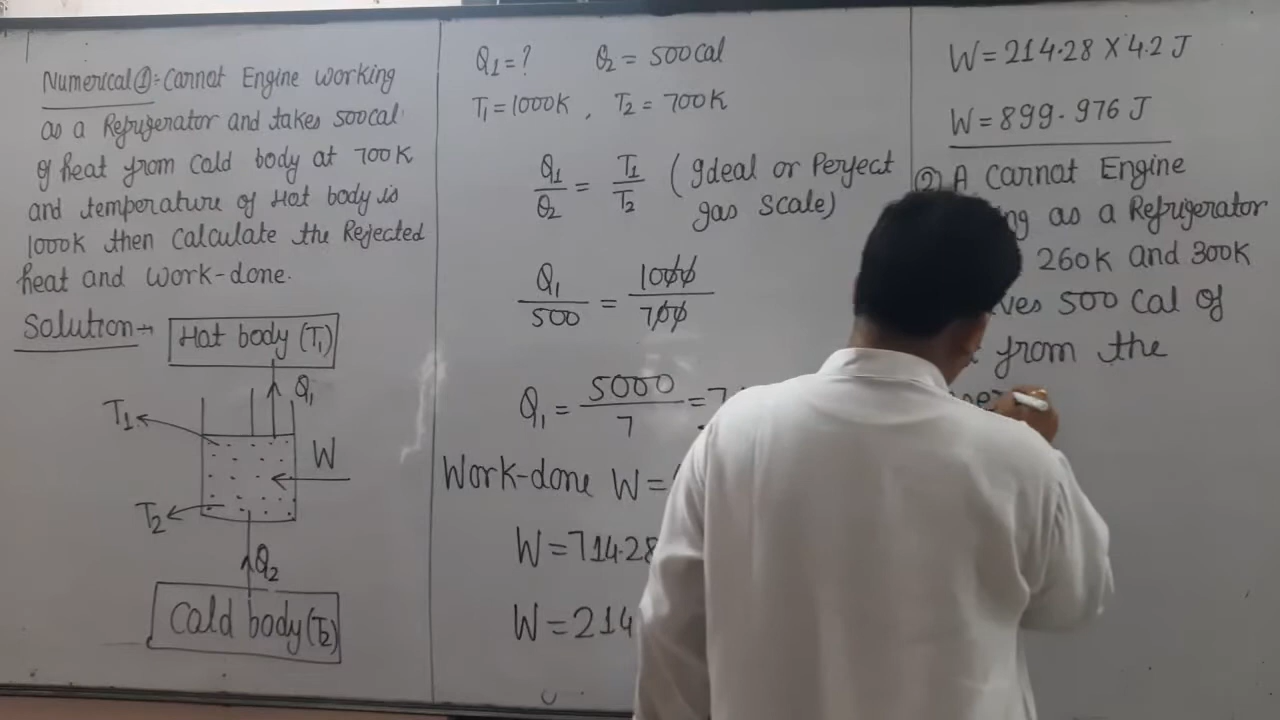 Numerical①:- Carnot Engine working
as a Refrigerator and takes 500cal
of heat from cold body at 700K
and temperature of Hot body is
1000K then Calculate the Rejected
heat and Work-done.
Solution→
Hot body (T₁)
Q₁
T₁
W
T₂
Q₂
Cold body (T₂)
Q₁ = ? Q₂ = 500cal
T₁ = 1000K , T₂ = 700K
Q₁/Q₂ = T₁/T₂ (Ideal or Perfect
gas scale)
Q₁/500 = 1000/700
Q₁ = 5000/7 =
Work-done W =
W = 714.28
W = 214
W = 214.28 X 4.2 J
W = 899.976 J
② A Carnot Engine
as a Refrigerator
260K and 300K
500 Cal of
from the